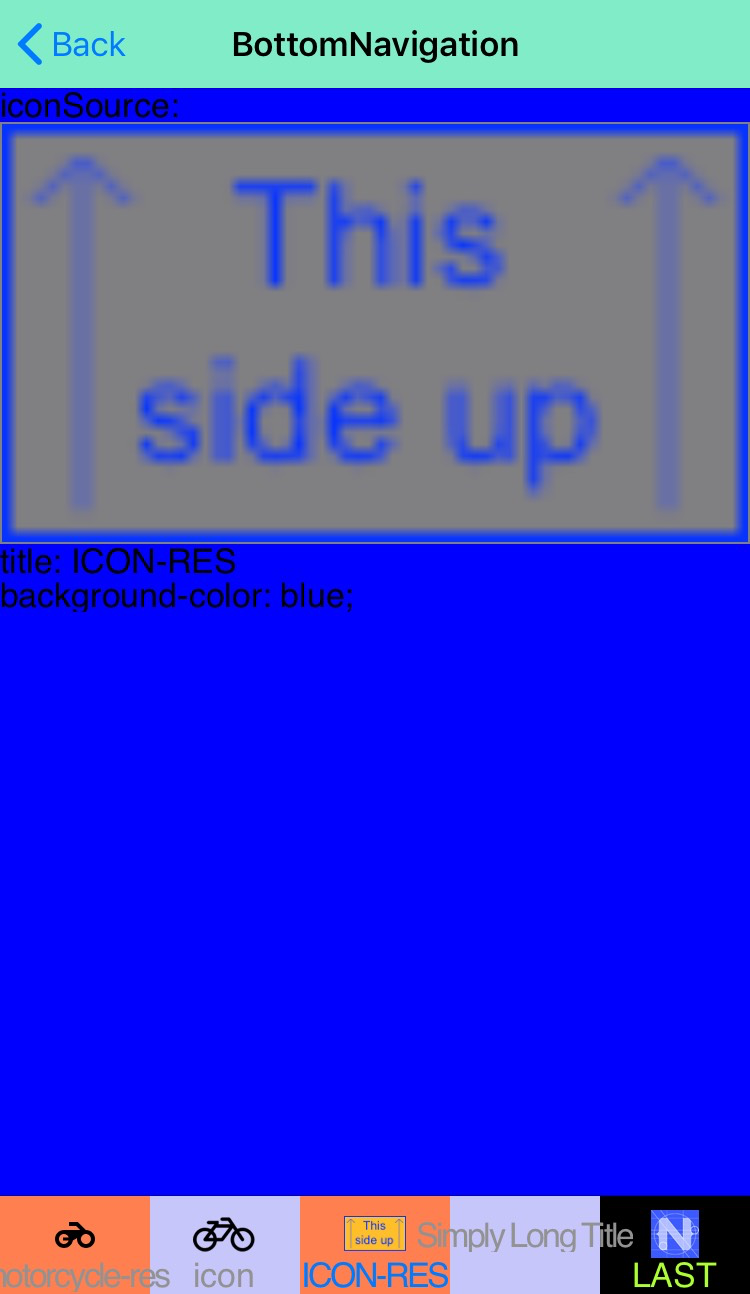 Back
BottomNavigation
iconSource:
This
side up
title: ICON-RES
background-color: blue;
This
side up
Simply Long Title
N
otorcycle-res
icon
ICON-RES
LAST